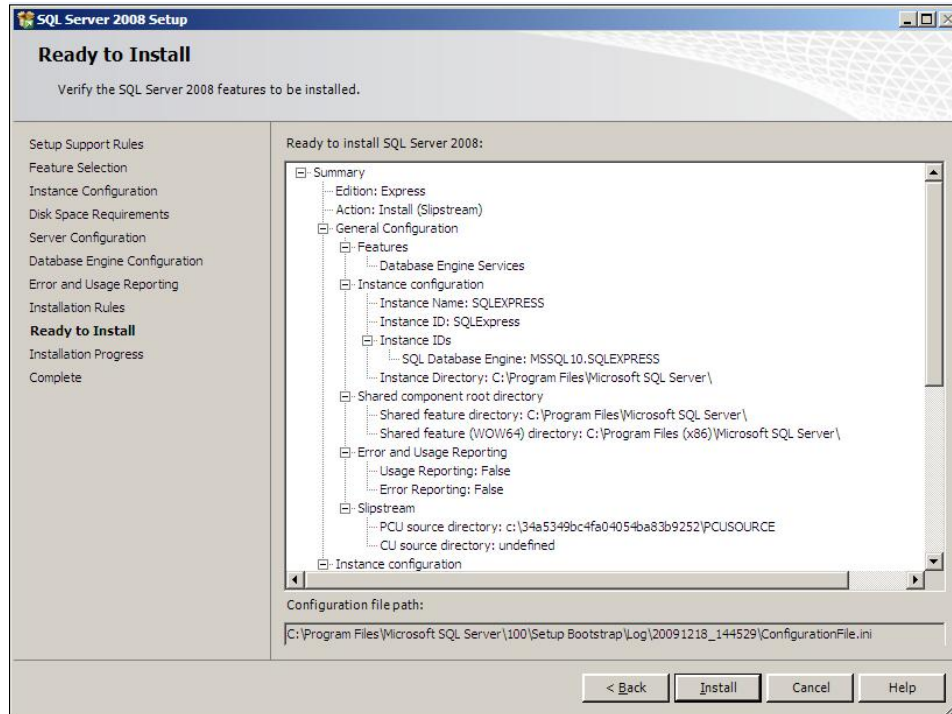 SQL Server 2008 Setup
Ready to Install
Verify the SQL Server 2008 features to be installed.
Setup Support Rules
Feature Selection
Instance Configuration
Disk Space Requirements
Server Configuration
Database Engine Configuration
Error and Usage Reporting
Installation Rules
Ready to Install
Installation Progress
Complete
Ready to install SQL Server 2008:
Summary
Edition: Express
Action: Install (Slipstream)
General Configuration
Features
Database Engine Services
Instance configuration
Instance Name: SQLEXPRESS
Instance ID: SQLExpress
Instance IDs
SQL Database Engine: MSSQL10.SQLEXPRESS
Instance Directory: C:\Program Files\Microsoft SQL Server\
Shared component root directory
Shared feature directory: C:\Program Files\Microsoft SQL Server\
Shared feature (WOW64) directory: C:\Program Files (x86)\Microsoft SQL Server\
Error and Usage Reporting
Usage Reporting: False
Error Reporting: False
Slipstream
PCU source directory: c:\34a5349bc4fa04054ba83b9252\PCUSOURCE
CU source directory: undefined
Instance configuration
Configuration file path:
C:\Program Files\Microsoft SQL Server\100\Setup Bootstrap\Log\20091218_144529\ConfigurationFile.ini
< Back
Install
Cancel
Help